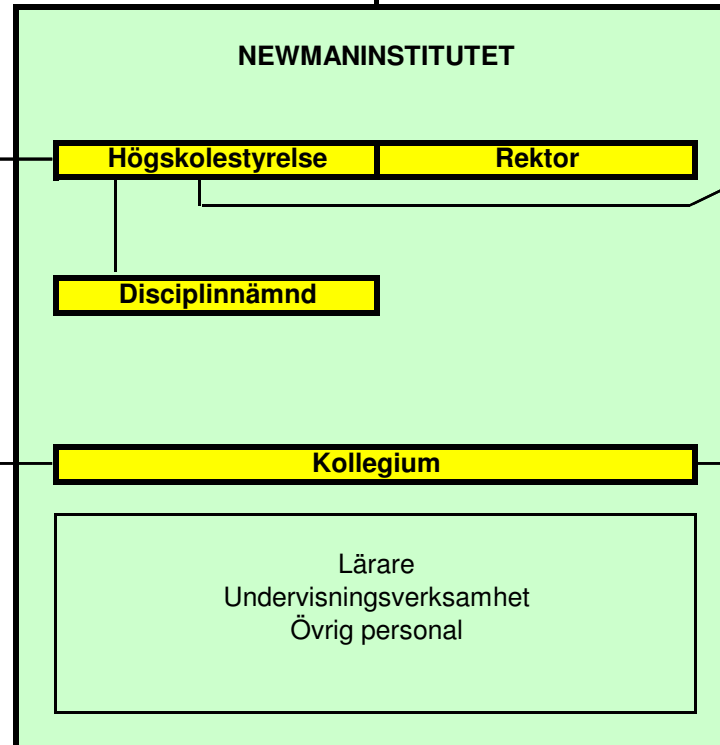 NEWMANINSTITUTET
Högskolestyrelse
Rektor
Disciplinnämnd
Kollegium
Lärare
Undervisningsverksamhet
Övrig personal